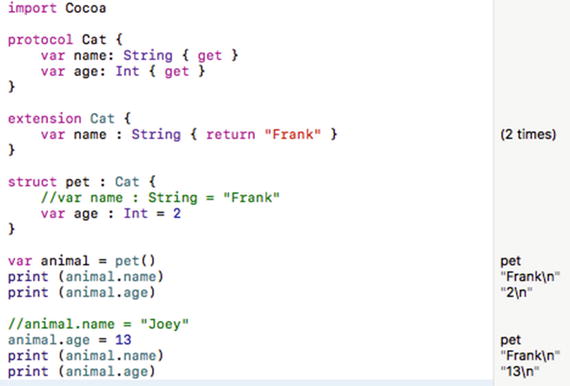 import Cocoa
protocol Cat {
    var name: String { get }
    var age: Int { get }
}
extension Cat {
    var name : String { return "Frank" } (2 times)
}
struct pet : Cat {
    //var name : String = "Frank"
    var age : Int = 2
}
var animal = pet() pet
print (animal.name) "Frank\n"
print (animal.age) "2\n"
//animal.name = "Joey"
animal.age = 13 pet
print (animal.name) "Frank\n"
print (animal.age) "13\n"